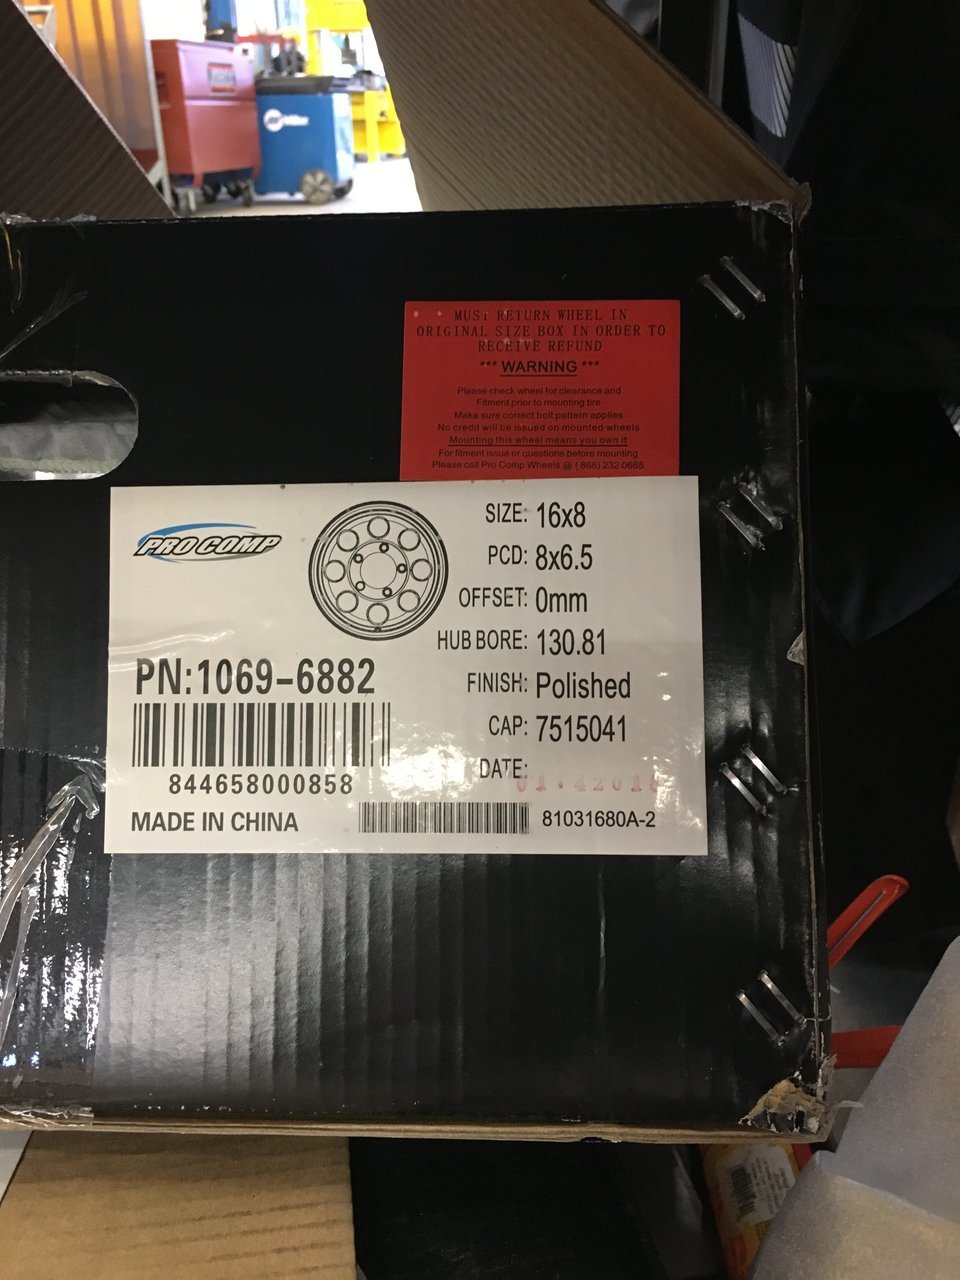 Miller
MUST RETURN WHEEL IN
ORIGINAL SIZE BOX IN ORDER TO
RECEIVE REFUND
*** WARNING ***
Please check wheel for clearance and
Fitment prior to mounting tire
Make sure correct bolt pattern applies
No credit will be issued on mounted wheels
Mounting this wheel means you own it
For fitment issue or questions before mounting
Please call Pro Comp Wheels @ ( 866) 232 0665
PRO COMP
SIZE: 16x8
PCD: 8x6.5
OFFSET: 0mm
HUB BORE: 130.81
FINISH: Polished
CAP: 7515041
DATE:
PN:1069-6882
844658000858
MADE IN CHINA
81031680A-2